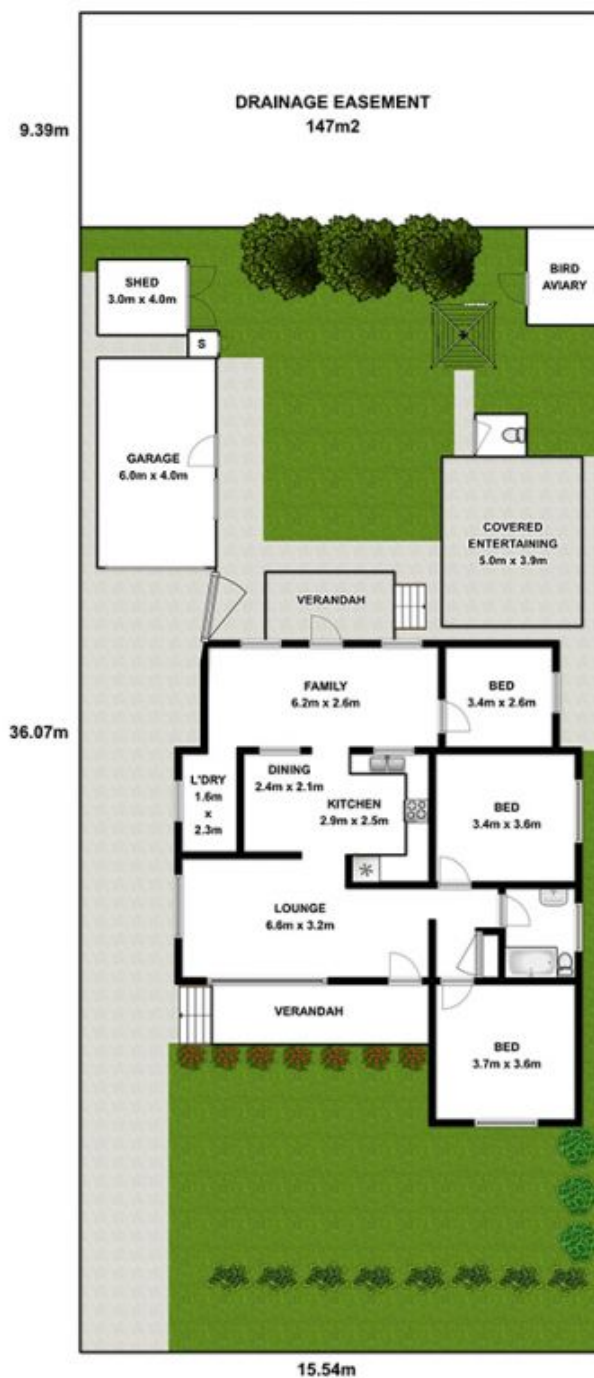 DRAINAGE EASEMENT
147m2
9.39m
SHED
3.0m x 4.0m
BIRD
AVIARY
S
GARAGE
6.0m x 4.0m
COVERED
ENTERTAINING
5.0m x 3.9m
VERANDAH
FAMILY
6.2m x 2.6m
BED
3.4m x 2.6m
36.07m
L'DRY
1.6m
x
2.3m
DINING
2.4m x 2.1m
KITCHEN
2.9m x 2.5m
BED
3.4m x 3.6m
LOUNGE
6.6m x 3.2m
VERANDAH
BED
3.7m x 3.6m
15.54m